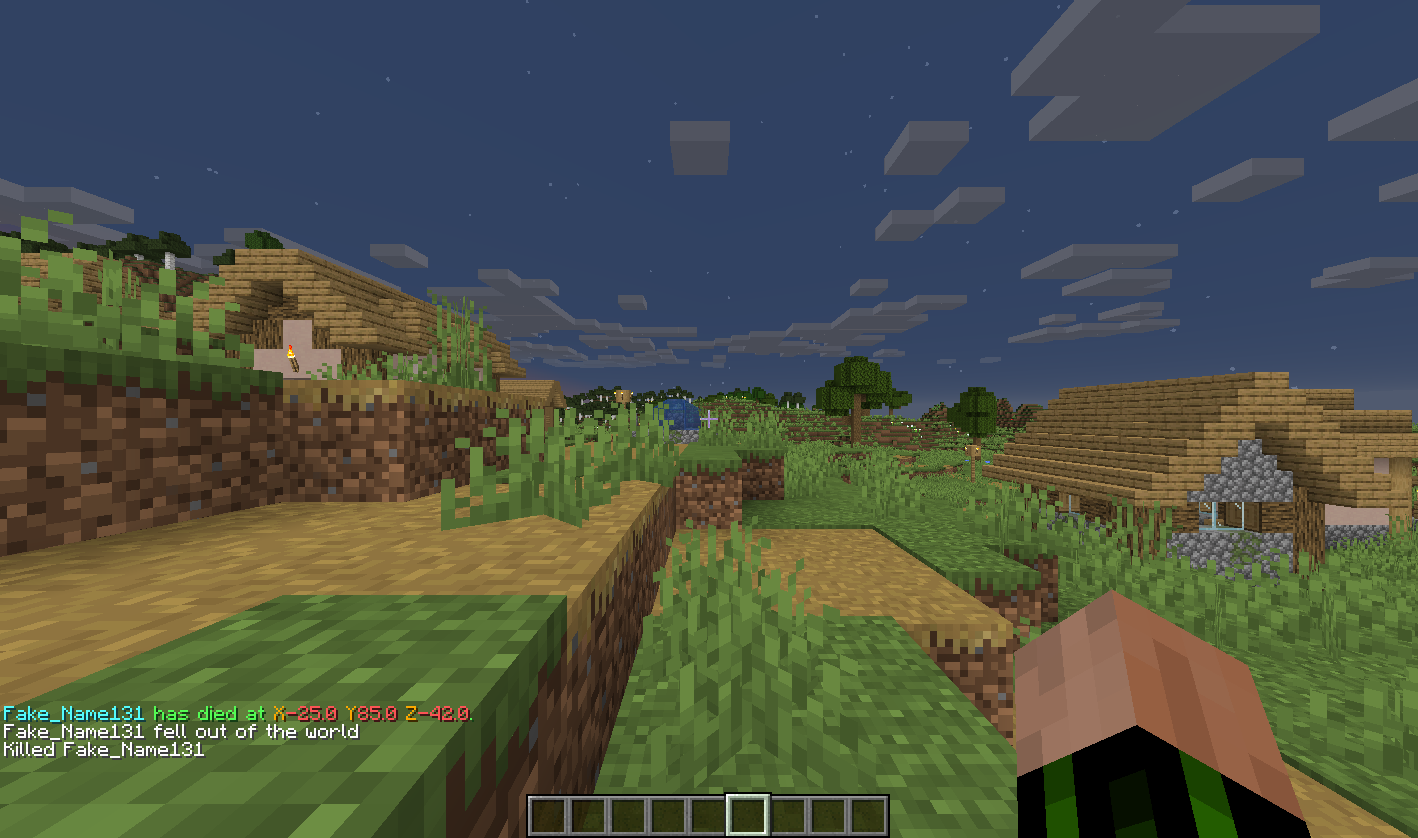 Fake_Name131 has died at X-25.0 Y85.0 Z-42.0.
Fake_Name131 fell out of the world
Killed Fake_Name131